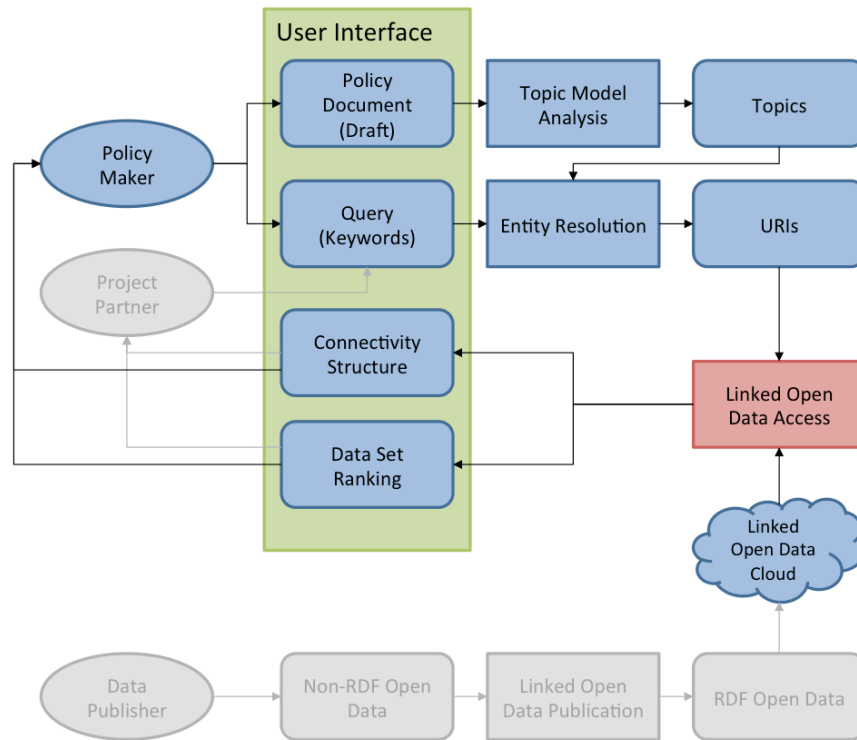 User Interface
Policy
Document
(Draft)
Topic Model
Analysis
Topics
Policy
Maker
Query
(Keywords)
Entity Resolution
URIs
Project
Partner
Connectivity
Structure
Linked Open
Data Access
Data Set
Ranking
Linked
Open Data
Cloud
Data
Publisher
Non-RDF Open
Data
Linked Open
Data Publication
RDF Open Data